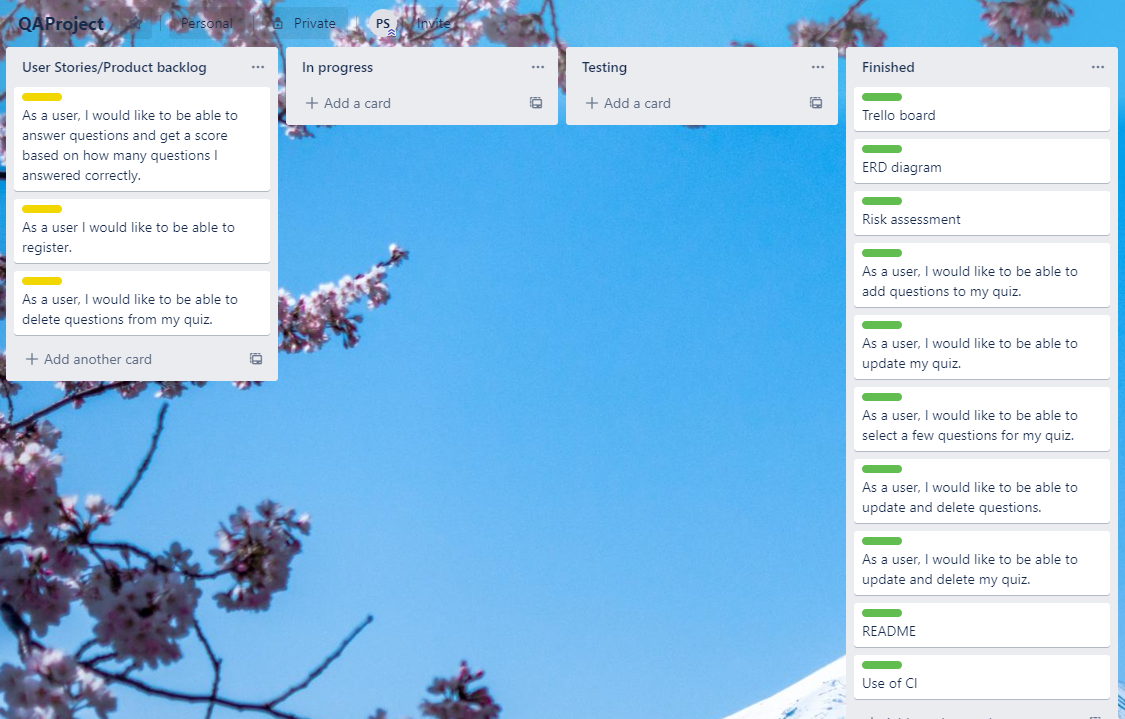 QAProject
Personal
Private
PS
Invite
User Stories/Product backlog
As a user, I would like to be able to
answer questions and get a score
based on how many questions I
answered correctly.
As a user I would like to be able to
register.
As a user, I would like to be able to
delete questions from my quiz.
Add another card
In progress
Add a card
Testing
Add a card
Finished
Trello board
ERD diagram
Risk assessment
As a user, I would like to be able to
add questions to my quiz.
As a user, I would like to be able to
update my quiz.
As a user, I would like to be able to
select a few questions for my quiz.
As a user, I would like to be able to
update and delete questions.
As a user, I would like to be able to
update and delete my quiz.
README
Use of CI